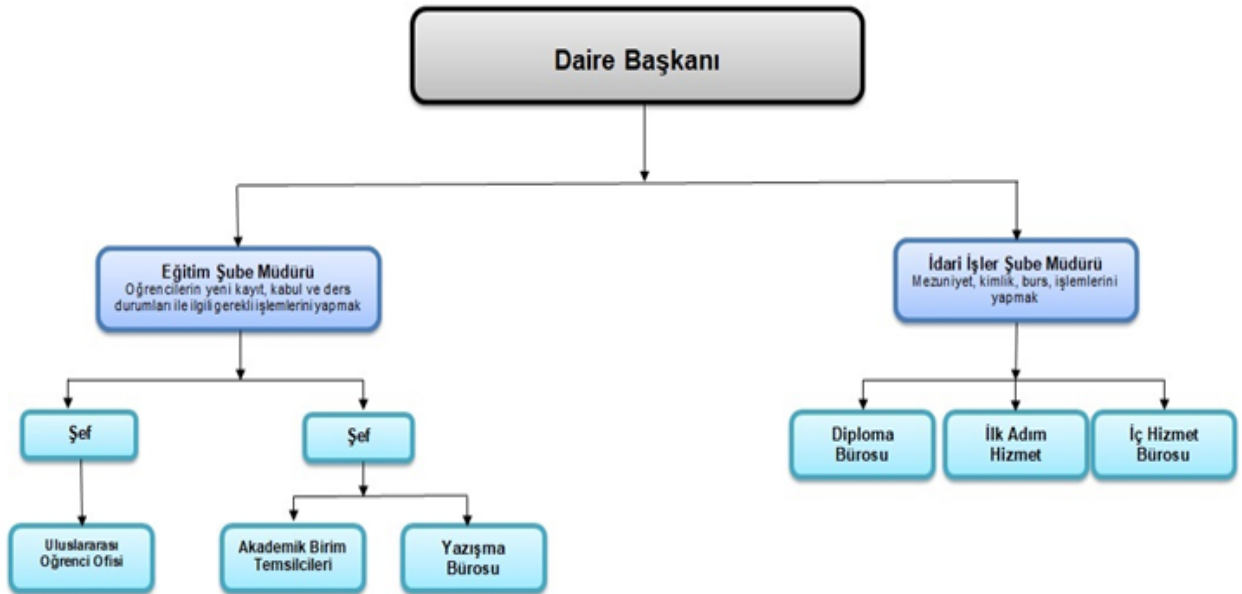 Daire Başkanı
Eğitim Şube Müdürü
Öğrencilerin yeni kayıt, kabul ve ders
durumları ile ilgili gerekli işlemlerini yapmak
İdari İşler Şube Müdürü
Mezuniyet, kimlik, burs, işlemlerini
yapmak
Şef
Şef
Diploma
Bürosu
İlk Adım
Hizmet
İç Hizmet
Bürosu
Uluslararası
Öğrenci Ofisi
Akademik Birim
Temsilcileri
Yazışma
Bürosu